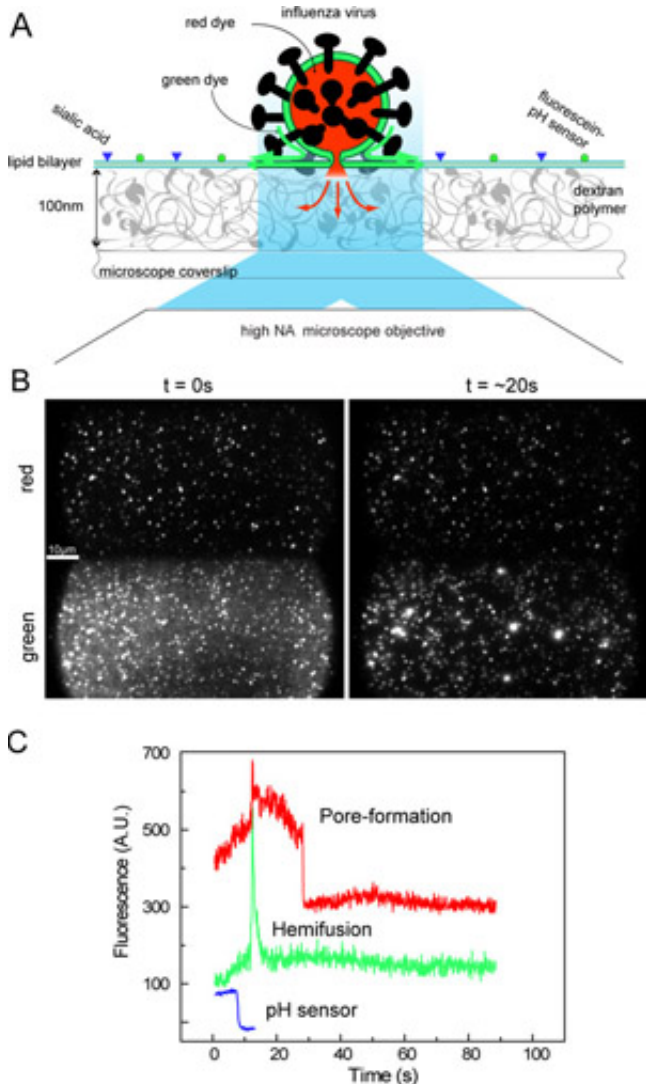 A
influenza virus
red dye
green dye
sialic acid
fluorescein-
pH sensor
lipid bilayer
100nm
dextran
polymer
microscope coverslip
high NA microscope objective
B
t = 0s
t = ~20s
red
10µm
green
C
700
Pore-formation
500
Fluorescence (A.U.)
300
Hemifusion
100
pH sensor
0
20
40
60
80
100
Time (s)